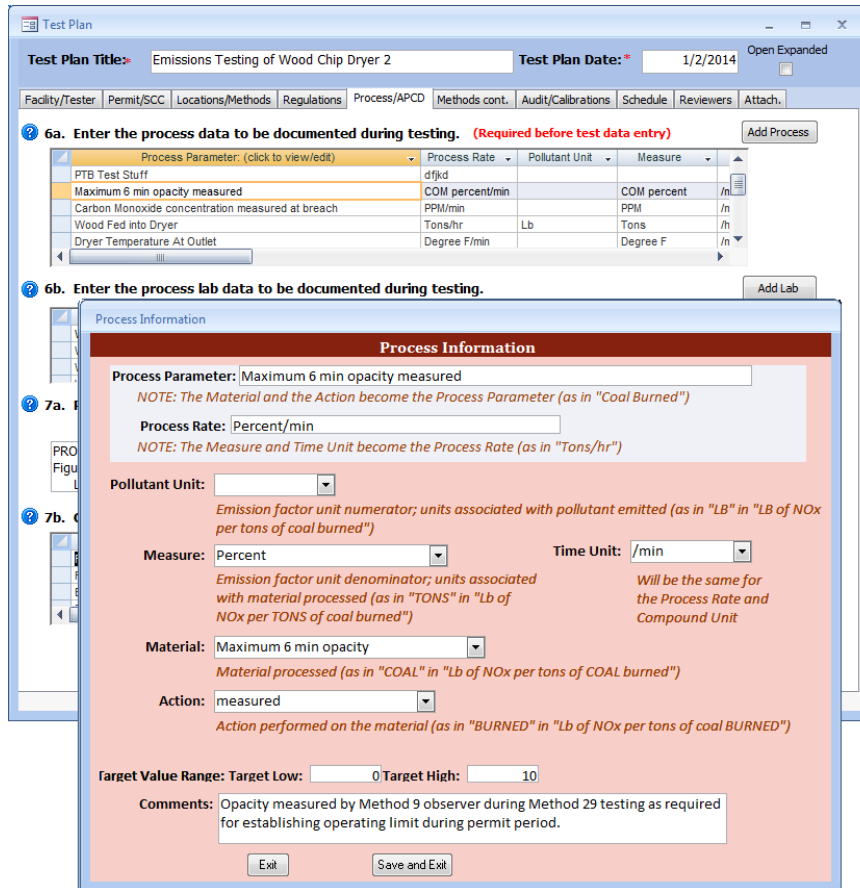 Test Plan
Test Plan Title:* Emissions Testing of Wood Chip Dryer 2 Test Plan Date:* 1/2/2014 Open Expanded
Facility/Tester Permit/SCC Locations/Methods Regulations Process/APCD Methods cont. Audit/Calibrations Schedule Reviewers Attach.
6a. Enter the process data to be documented during testing. (Required before test data entry) Add Process
Process Parameter: (click to view/edit) Process Rate Pollutant Unit Measure
PTB Test Stuff dfjkd
Maximum 6 min opacity measured COM percent/min COM percent
Carbon Monoxide concentration measured at breach PPM/min PPM
Wood Fed into Dryer Tons/hr Lb Tons /h
Dryer Temperature At Outlet Degree F/min Degree F
6b. Enter the process lab data to be documented during testing. Add Lab
7a.
PRO
Figu
7b.
Process Information
Process Information
Process Parameter: Maximum 6 min opacity measured
NOTE: The Material and the Action become the Process Parameter (as in "Coal Burned")
Process Rate: Percent/min
NOTE: The Measure and Time Unit become the Process Rate (as in "Tons/hr")
Pollutant Unit:
Emission factor unit numerator; units associated with pollutant emitted (as in "LB" in "LB of NOx
per tons of coal burned")
Measure: Percent Time Unit: /min
Emission factor unit denominator; units associated
with material processed (as in "TONS" in "Lb of
NOx per TONS of coal burned")
Will be the same for
the Process Rate and
Compound Unit
Material: Maximum 6 min opacity
Material processed (as in "COAL" in "Lb of NOx per tons of COAL burned")
Action: measured
Action performed on the material (as in "BURNED" in "Lb of NOx per tons of coal BURNED")
Target Value Range: Target Low: 0 Target High: 10
Comments: Opacity measured by Method 9 observer during Method 29 testing as required
for establishing operating limit during permit period.
Exit Save and Exit